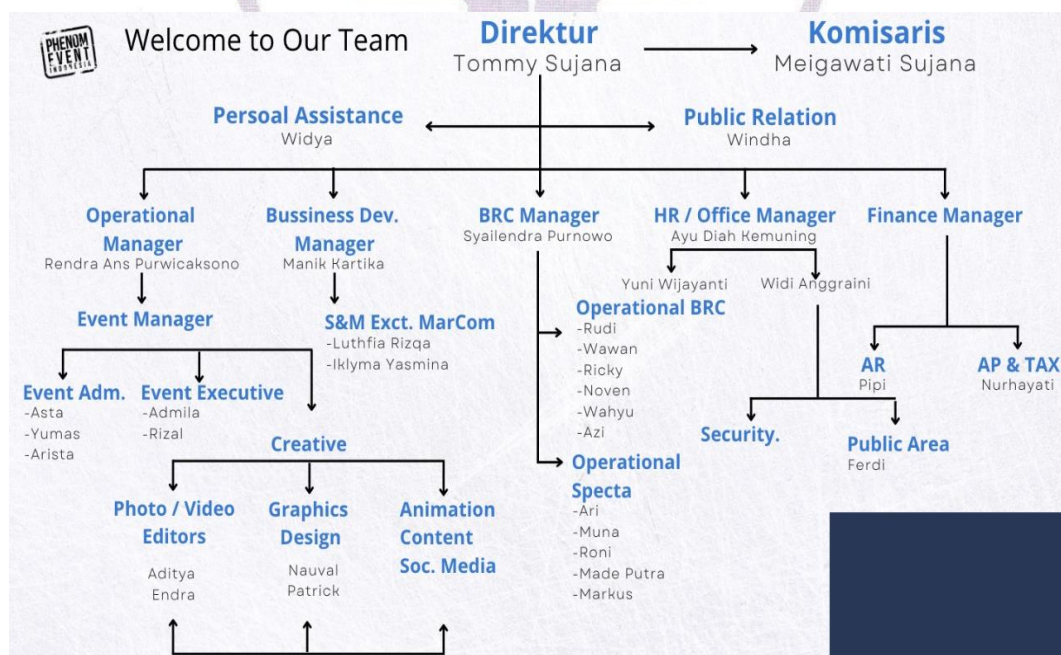 PHENOM
EVENT
INDONESIA
Welcome to Our Team
Direktur
Tommy Sujana
Komisaris
Meigawati Sujana
Persoal Assistance
Widya
Public Relation
Windha
Operational
Manager
Rendra Ans Purwicaksono
Bussiness Dev.
Manager
Manik Kartika
BRC Manager
Syailendra Purnowo
HR / Office Manager
Ayu Diah Kemuning
Finance Manager
Event Manager
S&M Exct. MarCom
-Luthfia Rizqa
-Iklyma Yasmina
Yuni Wijayanti
Widi Anggraini
Operational BRC
-Rudi
-Wawan
-Ricky
-Noven
-Wahyu
-Azi
AR
Pipi
AP & TAX
Nurhayati
Event Adm.
-Asta
-Yumas
-Arista
Event Executive
-Admila
-Rizal
Creative
Security.
Public Area
Ferdi
Operational
Specta
-Ari
-Muna
-Roni
-Made Putra
-Markus
Photo / Video
Editors
Aditya
Endra
Graphics
Design
Nauval
Patrick
Animation
Content
Soc. Media